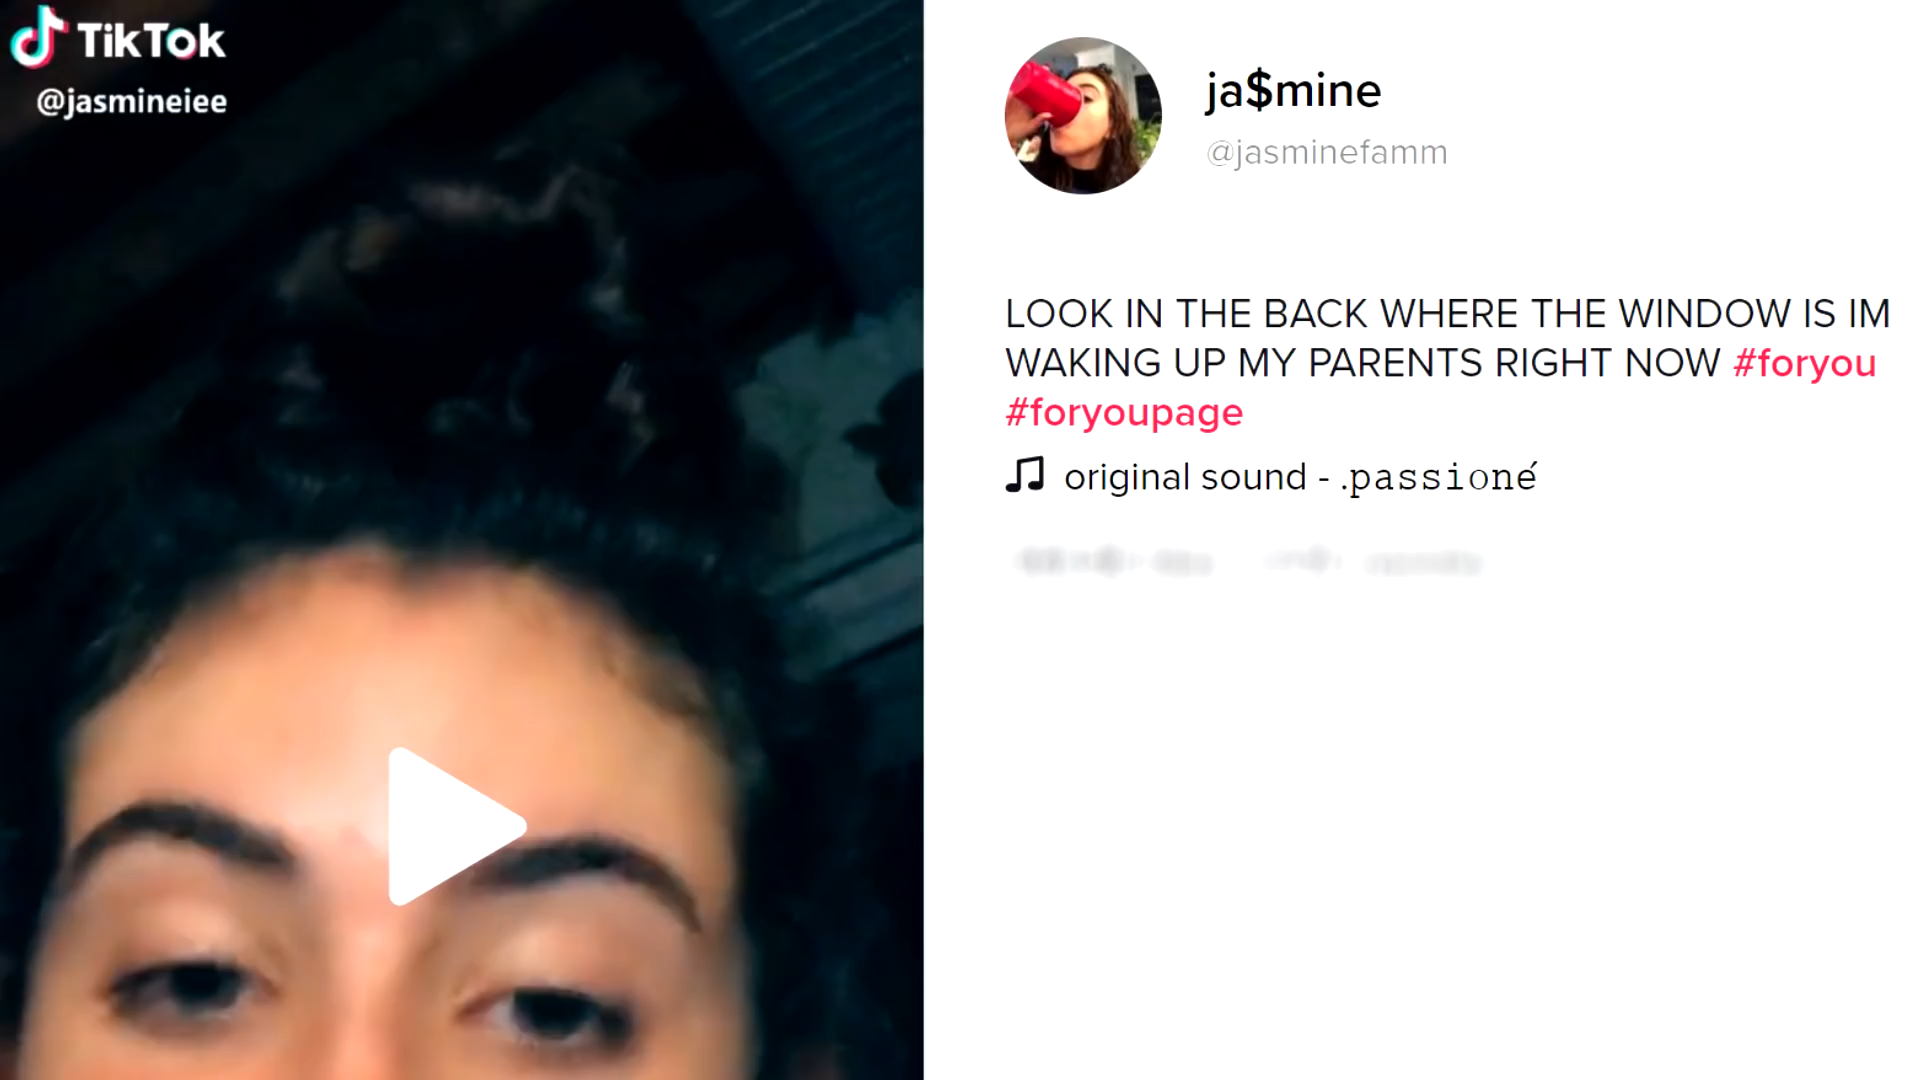 TikTok
@jasmineiee
ja$mine
@jasminefamm
LOOK IN THE BACK WHERE THE WINDOW IS IM
WAKING UP MY PARENTS RIGHT NOW #foryou
#foryoupage
original sound - .passioné